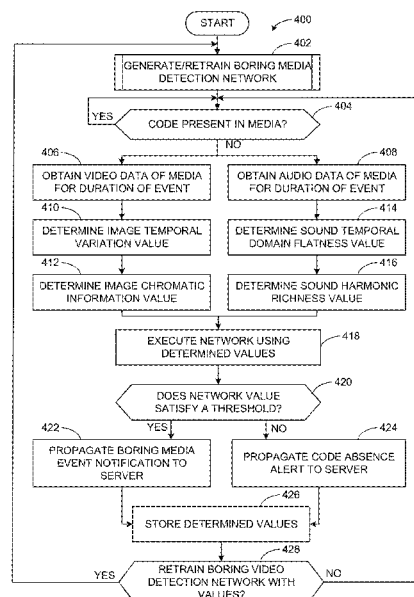 START
400
402
GENERATE/RETRAIN BORING MEDIA
DETECTION NETWORK
404
YES
CODE PRESENT IN MEDIA?
NO
406
408
OBTAIN VIDEO DATA OF MEDIA
FOR DURATION OF EVENT
OBTAIN AUDIO DATA OF MEDIA
FOR DURATION OF EVENT
410
414
DETERMINE IMAGE TEMPORAL
VARIATION VALUE
DETERMINE SOUND TEMPORAL
DOMAIN FLATNESS VALUE
412
416
DETERMINE IMAGE CHROMATIC
INFORMATION VALUE
DETERMINE SOUND HARMONIC
RICHNESS VALUE
EXECUTE NETWORK USING
DETERMINED VALUES
418
420
DOES NETWORK VALUE
SATISFY A THRESHOLD?
422
YES
NO
424
PROPAGATE BORING MEDIA
EVENT NOTIFICATION TO
SERVER
PROPAGATE CODE ABSENCE
ALERT TO SERVER
426
STORE DETERMINED VALUES
428
YES
RETRAIN BORING VIDEO
DETECTION NETWORK WITH
VALUES?
NO